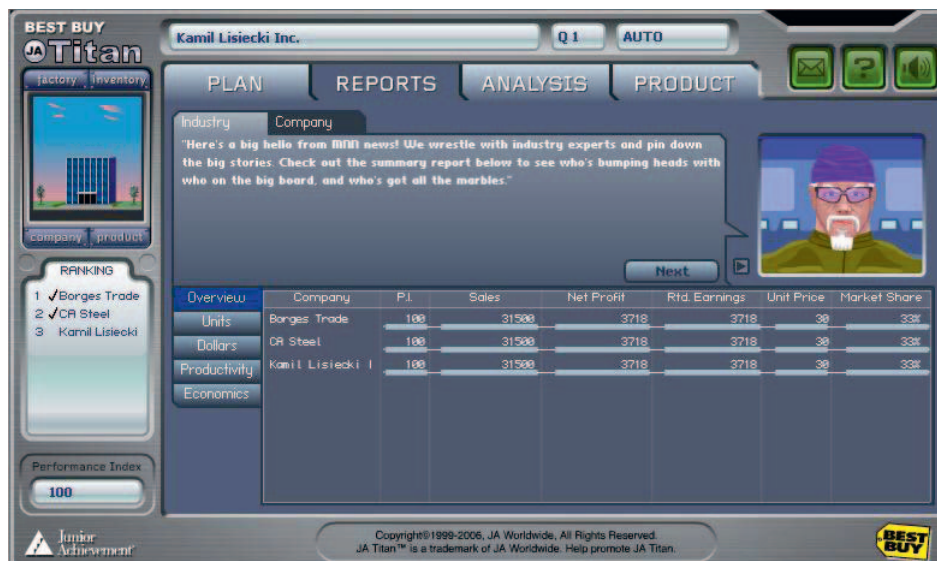 BEST BUY
JA Titan
Kamil Lisiecki Inc.
Q 1
AUTO
factory
inventory
company
product
PLAN
REPORTS
ANALYSIS
PRODUCT
Industry
Company
"Here's a big hello from MNN news! We wrestle with industry experts and pin down
the big stories. Check out the summary report below to see who's bumping heads with
who on the big board, and who's got all the marbles."
Next
RANKING
1 ✓Borges Trade
2 ✓CA Steel
3 Kamil Lisiecki
Performance Index
100
Overview
Units
Dollars
Productivity
Economics
Company P.I. Sales Net Profit Rtd. Earnings Unit Price Market Share
Borges Trade 100 31500 3718 3718 30 33%
CA Steel 100 31500 3718 3718 30 33%
Kamil Lisiecki I 100 31500 3718 3718 30 33%
Junior
Achievement
Copyright©1999-2006, JA Worldwide, All Rights Reserved.
JA Titan™ is a trademark of JA Worldwide. Help promote JA Titan.
BEST
BUY